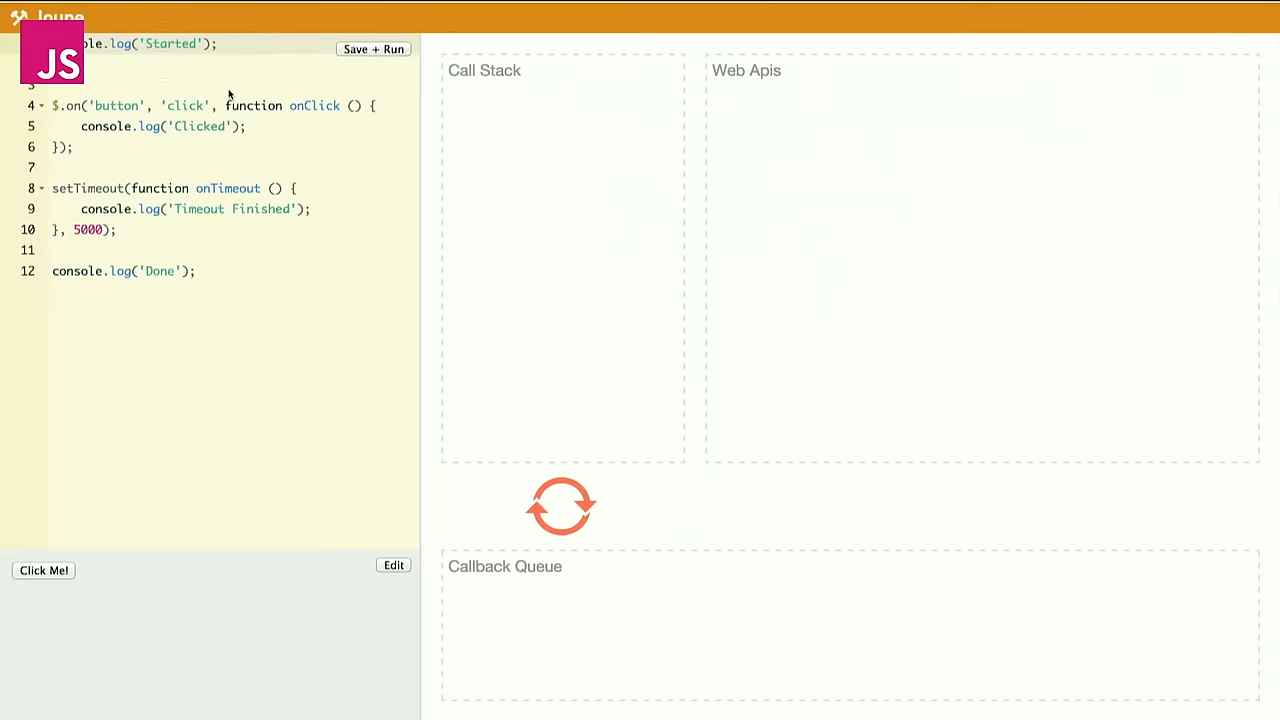 JS
ole.log('Started');
Save + Run
3
4 $.on('button', 'click', function onClick () {
5 console.log('Clicked');
6 });
7
8 setTimeout(function onTimeout () {
9 console.log('Timeout Finished');
10 }, 5000);
11
12 console.log('Done');
Click Me!
Edit
Call Stack
Web Apis
Callback Queue